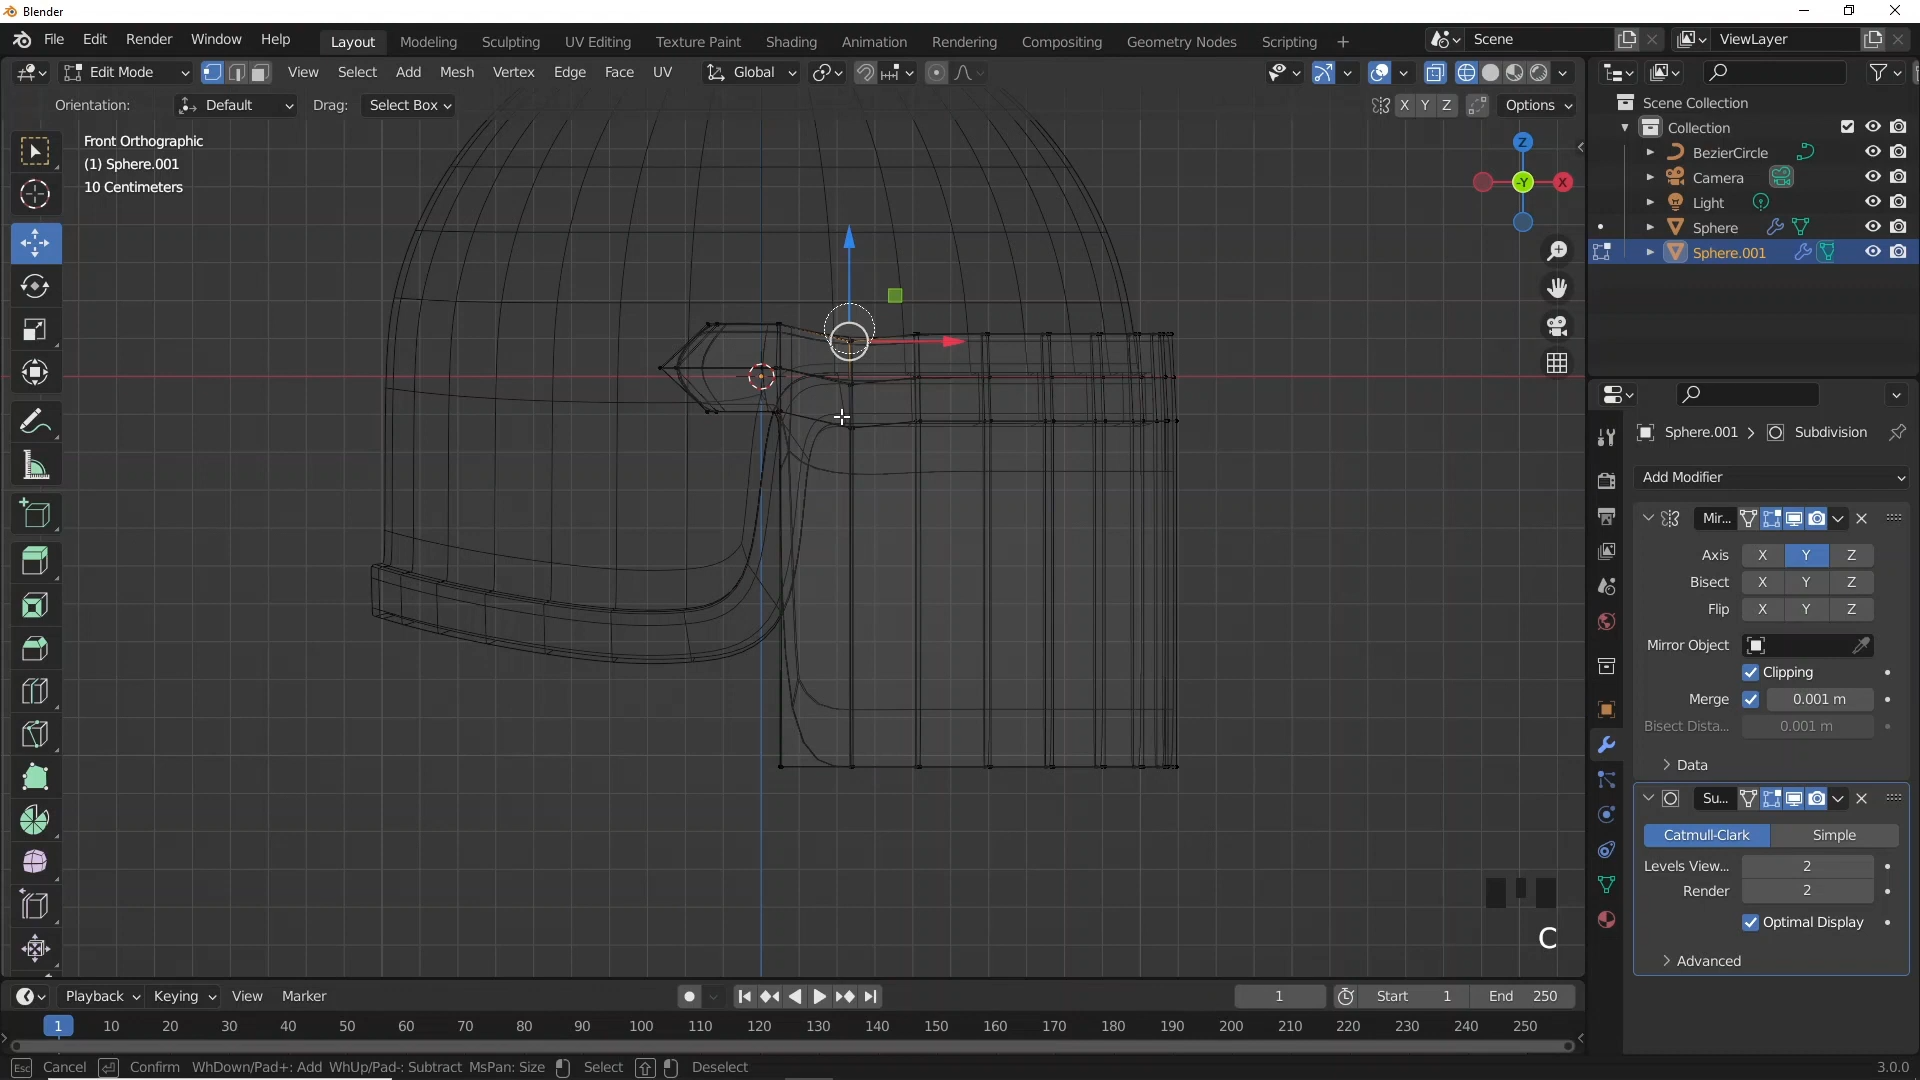 Blender
File Edit Render Window Help Layout Modeling Sculpting UV Editing Texture Paint Shading Animation Rendering Compositing Geometry Nodes Scripting + Scene ViewLayer
Edit Mode View Select Add Mesh Vertex Edge Face UV Global
Orientation: Default Drag: Select Box X Y Z Options
Front Orthographic
(1) Sphere.001
10 Centimeters
Z
-Y X
Scene Collection
Collection
BezierCircle
Camera
Light
Sphere
Sphere.001
Sphere.001 > Subdivision
Add Modifier
Mir...
Axis X Y Z
Bisect X Y Z
Flip X Y Z
Mirror Object
Clipping
Merge 0.001 m
Bisect Dista... 0.001 m
Data
Su...
Catmull-Clark Simple
Levels View... 2
Render 2
Optimal Display
Advanced
C
Playback Keying View Marker 1 Start 1 End 250
1 10 20 30 40 50 60 70 80 90 100 110 120 130 140 150 160 170 180 190 200 210 220 230 240 250
Esc Cancel Confirm WhDown/Pad+: Add WhUp/Pad-: Subtract MsPan: Size Select Deselect 3.0.0